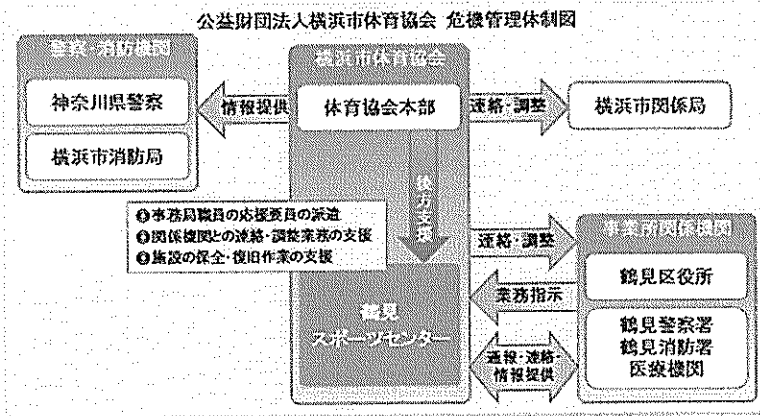 公益財団法人横浜市体育協会 危機管理体制図
警察・消防機関
神奈川県警察
横浜市消防局
情報提供
横浜市体育協会
体育協会本部
連絡・調整
横浜市関係局
後方支援
❶事務局職員の応援要員の派遣
❷関係機関との連絡・調整業務の支援
❸施設の保全・復旧作業の支援
鶴見
スポーツセンター
連絡・調整
業務指示
通報・連絡
情報提供
事業所関係機関
鶴見区役所
鶴見警察署
鶴見消防署
医療機関